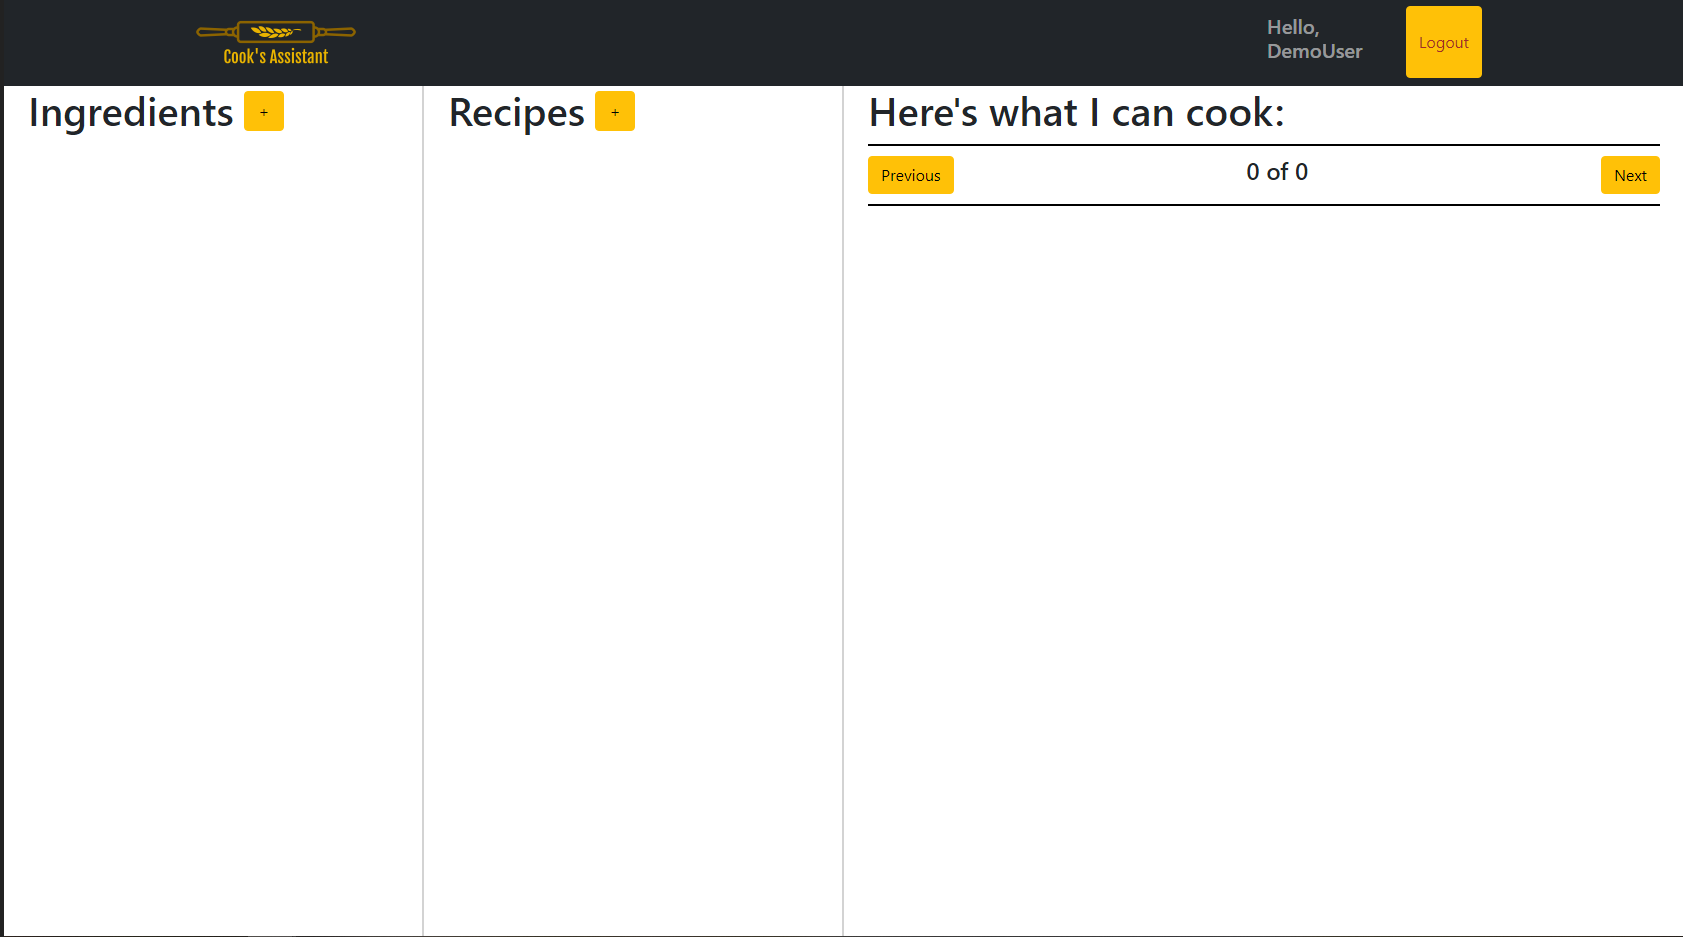 Cook's Assistant
Hello,
DemoUser
Logout
Ingredients +
Recipes +
Here's what I can cook:
Previous
0 of 0
Next